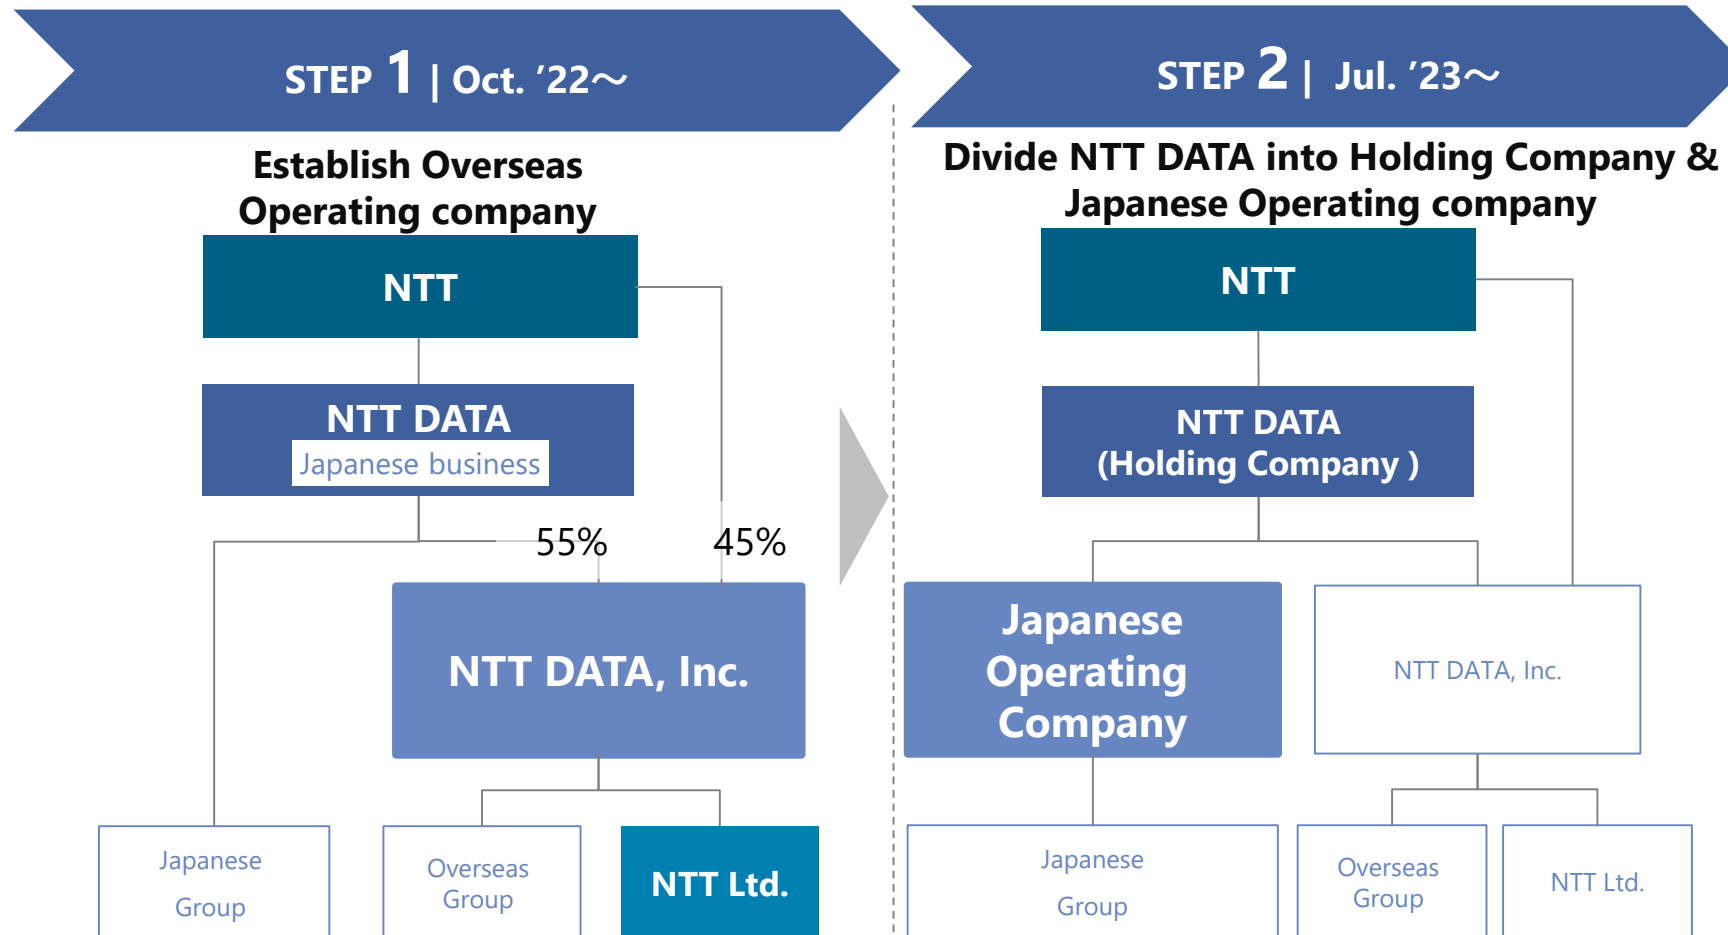 STEP 1 | Oct. ’22～
Establish Overseas
Operating company
NTT
NTT DATA
Japanese business
55%
45%
NTT DATA, Inc.
Japanese
Group
Overseas
Group
NTT Ltd.
STEP 2 | Jul. ’23～
Divide NTT DATA into Holding Company &
Japanese Operating company
NTT
NTT DATA
(Holding Company )
Japanese
Operating
Company
NTT DATA, Inc.
Japanese
Group
Overseas
Group
NTT Ltd.